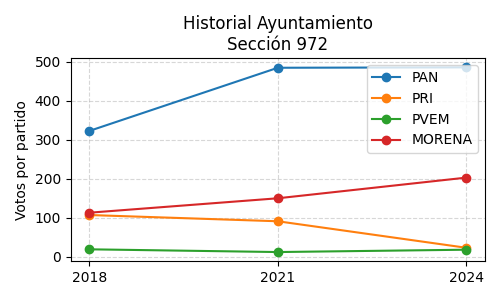 Historial Ayuntamiento
Sección 972
Votos por partido
500
400
300
200
100
0
2018
2021
2024
PAN
PRI
PVEM
MORENA